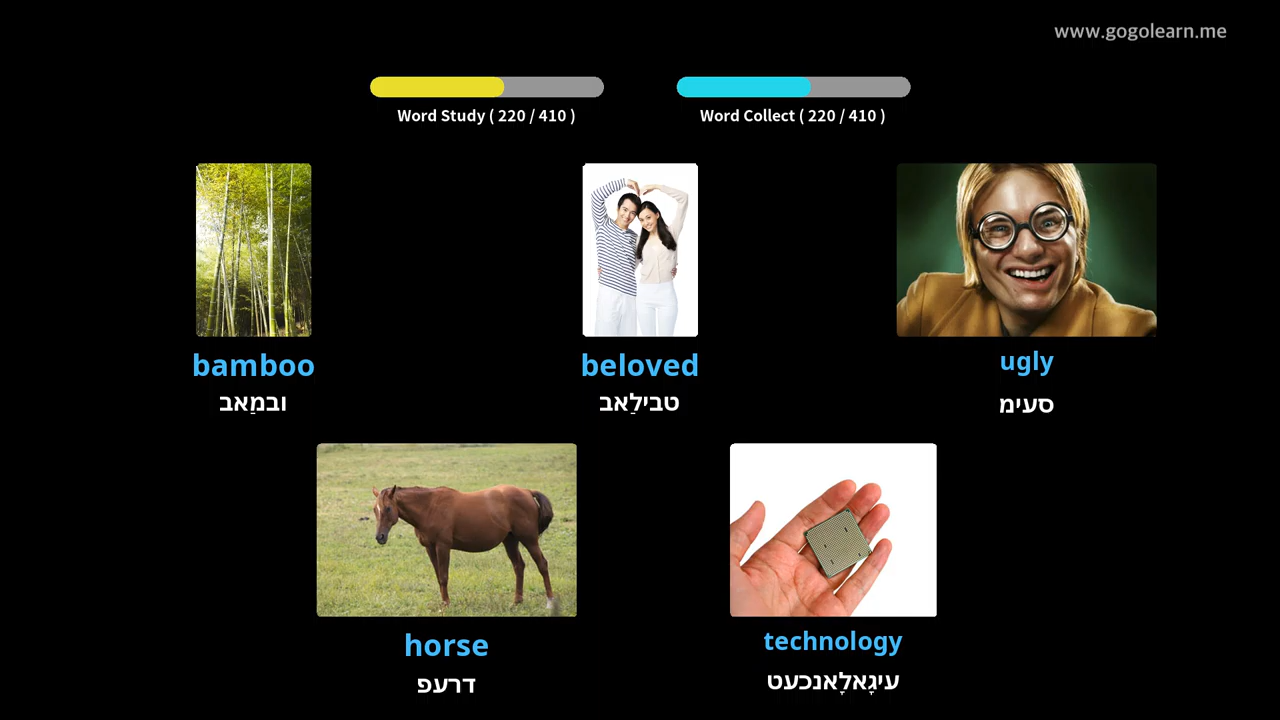 www.gogolearn.me
Word Study ( 220 / 410 )
Word Collect ( 220 / 410 )
bamboo
ובמַאב
beloved
טבילַאב
ugly
סעימ
horse
דרעפ
technology
עיגָאלָאנכעט